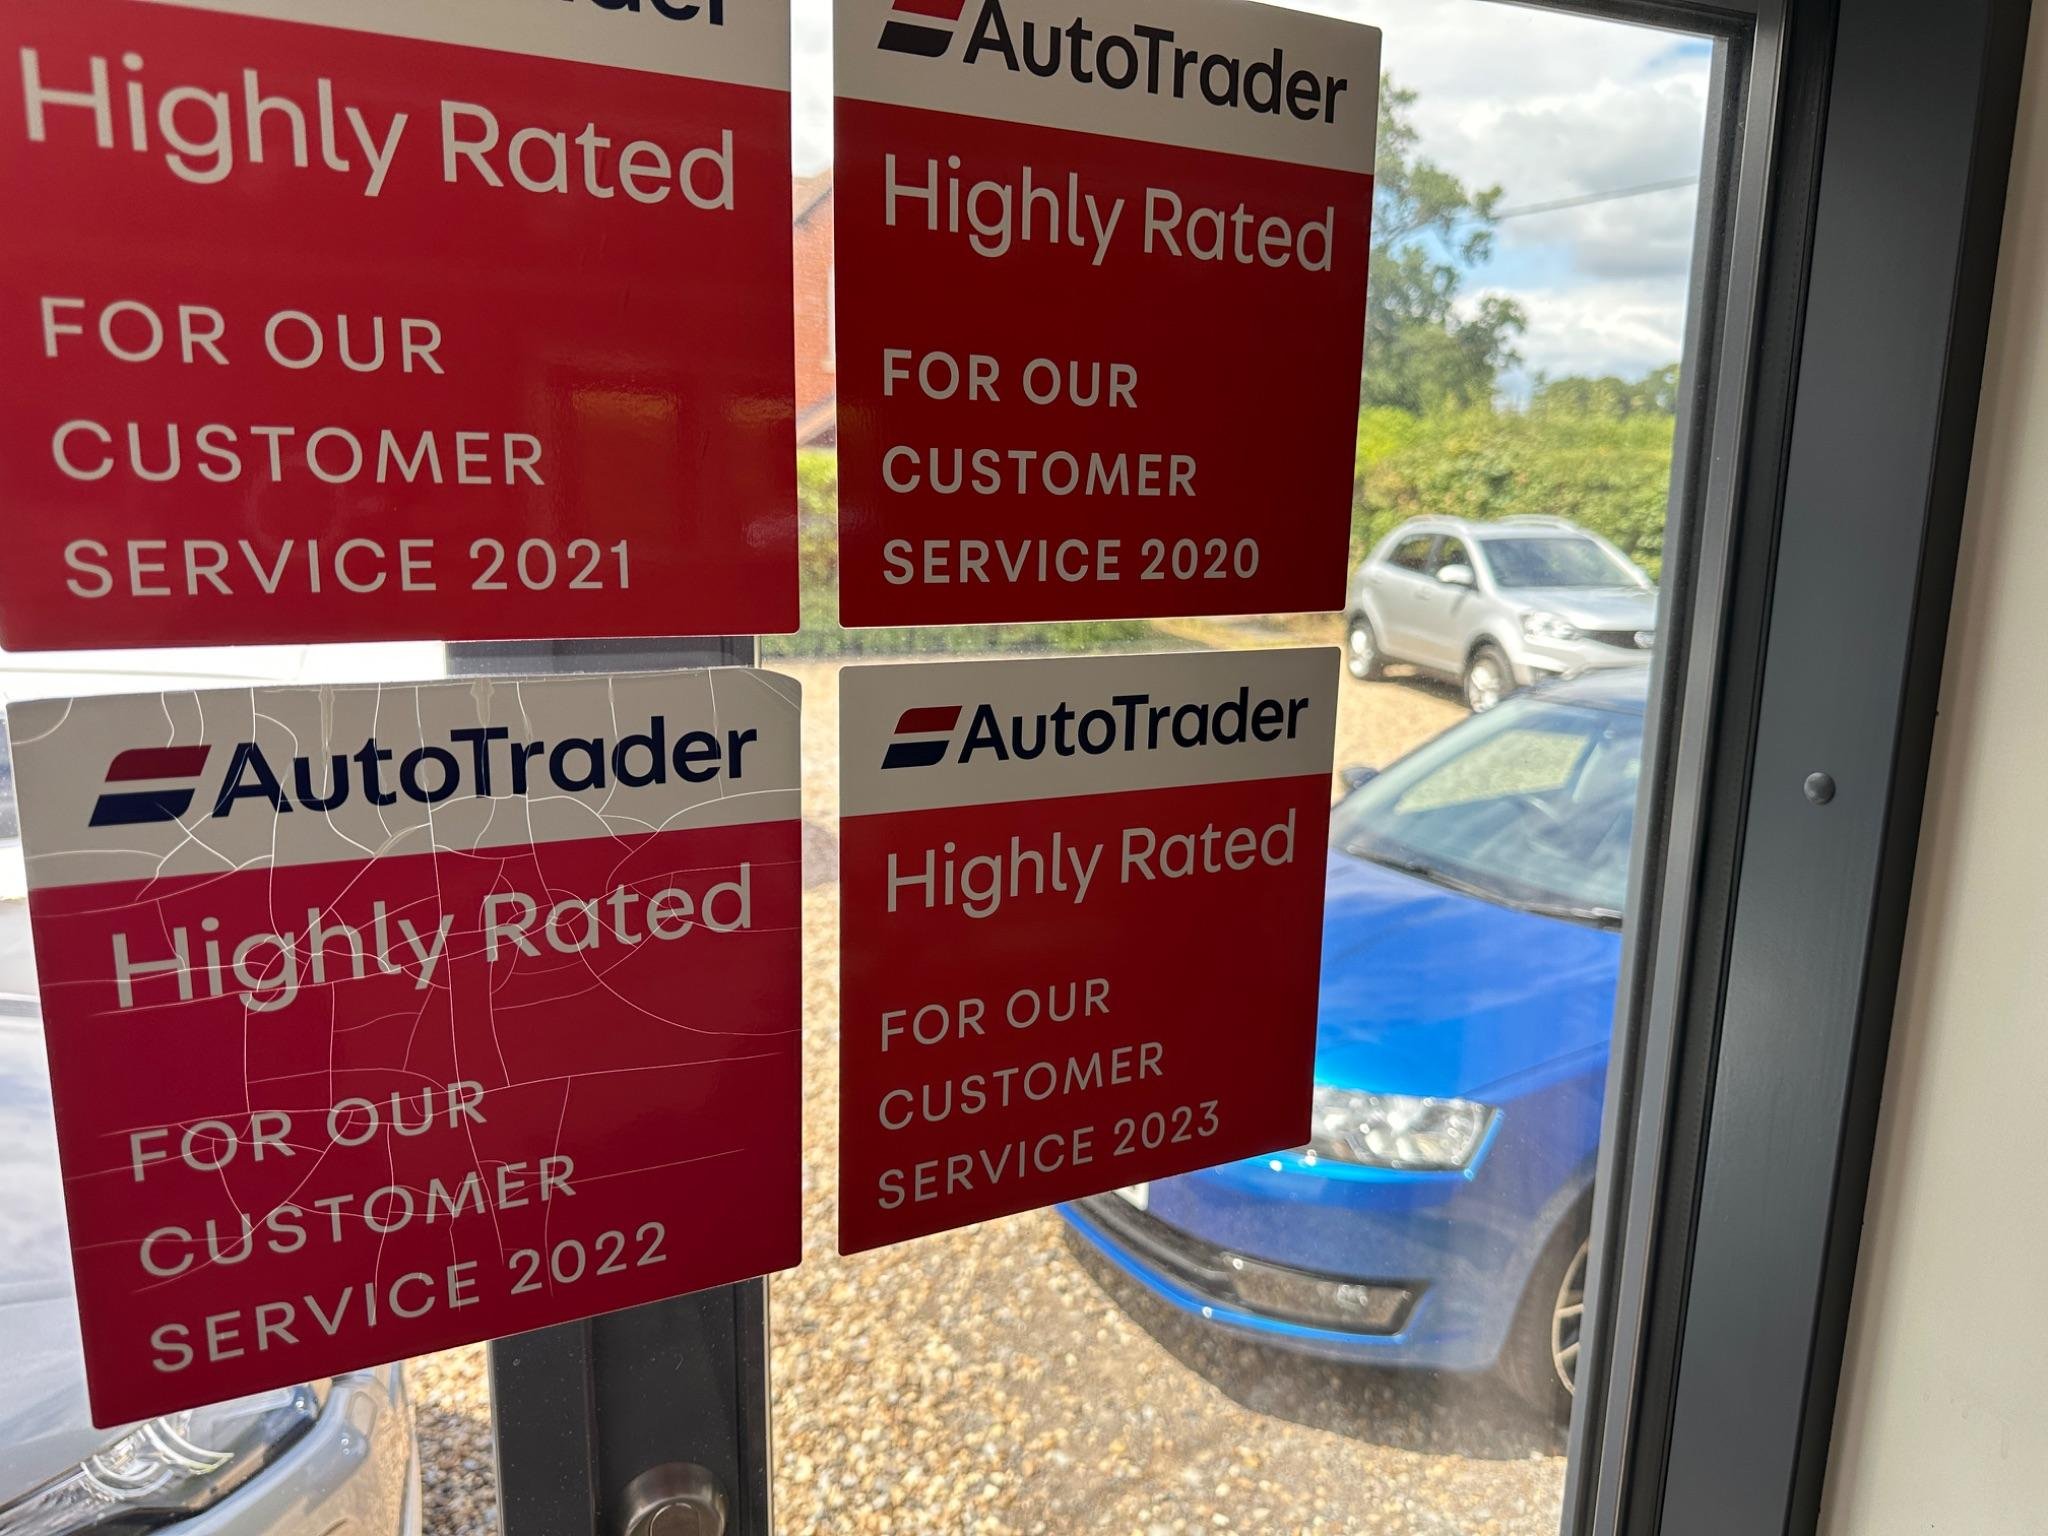 Highly Rated
FOR OUR
CUSTOMER
SERVICE 2021
AutoTrader
Highly Rated
FOR OUR
CUSTOMER
SERVICE 2020
AutoTrader
Highly Rated
FOR OUR
CUSTOMER
SERVICE 2022
AutoTrader
Highly Rated
FOR OUR
CUSTOMER
SERVICE 2023